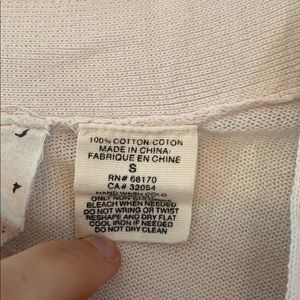 100% COTTON/COTON
MADE IN CHINA/
FABRIQUE EN CHINE
S
RN# 68170
CA# 32054
HAND WASH COLD
ONLY NON-CHLORINE
BLEACH WHEN NEEDED
DO NOT WRING OR TWIST
RESHAPE AND DRY FLAT
COOL IRON IF NEEDED
DO NOT DRY CLEAN